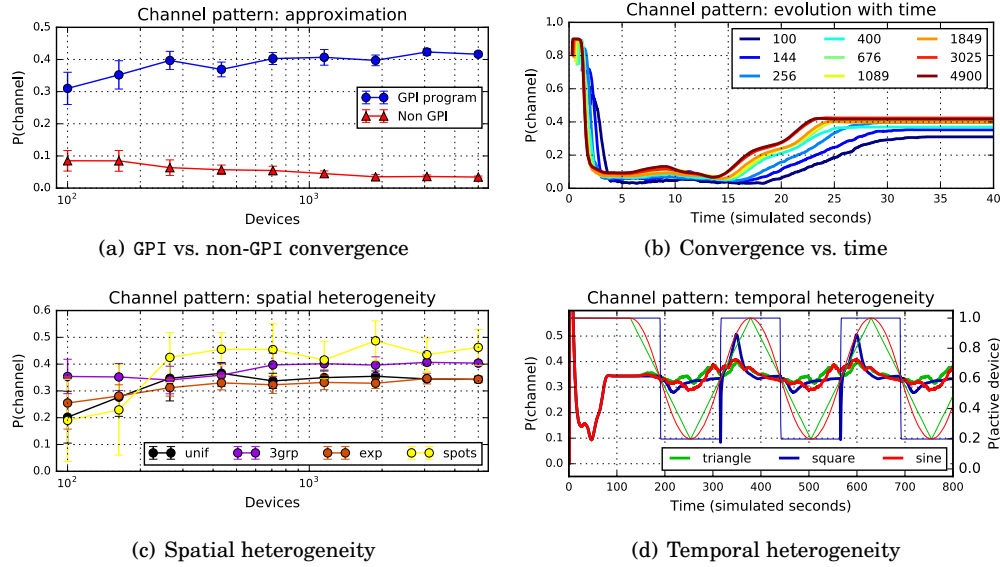 Channel pattern: approximation
0.5
0.4
0.3
0.2
0.1
0.0
P(channel)
GPI program
Non GPI
10²
10³
Devices
(a) GPI vs. non-GPI convergence
Channel pattern: evolution with time
1.0
0.8
0.6
0.4
0.2
0.0
P(channel)
100 400 1849
144 676 3025
256 1089 4900
0 5 10 15 20 25 30 35 40
Time (simulated seconds)
(b) Convergence vs. time
Channel pattern: spatial heterogeneity
0.6
0.5
0.4
0.3
0.2
0.1
0.0
P(channel)
unif 3grp exp spots
10²
10³
Devices
(c) Spatial heterogeneity
Channel pattern: temporal heterogeneity
0.5
0.4
0.3
0.2
0.1
0.0
P(channel)
1.0
0.8
0.6
0.4
0.2
0.0
P(active device)
triangle square sine
0 100 200 300 400 500 600 700 800
Time (simulated seconds)
(d) Temporal heterogeneity